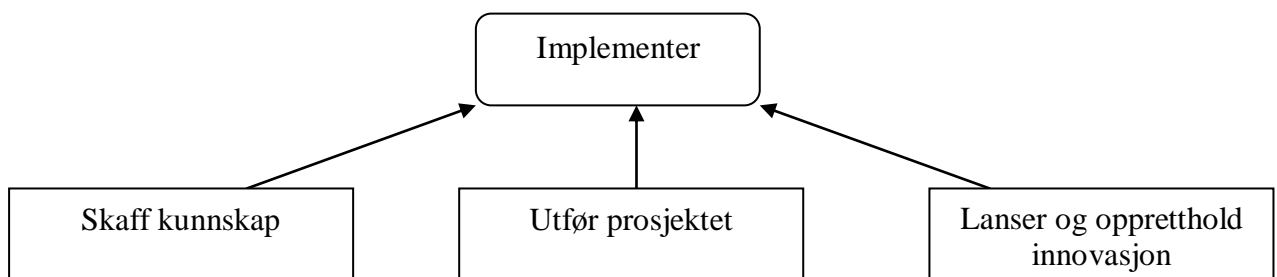 Implementer
Skaff kunnskap
Utfør prosjektet
Lanser og oppretthold
innovasjon